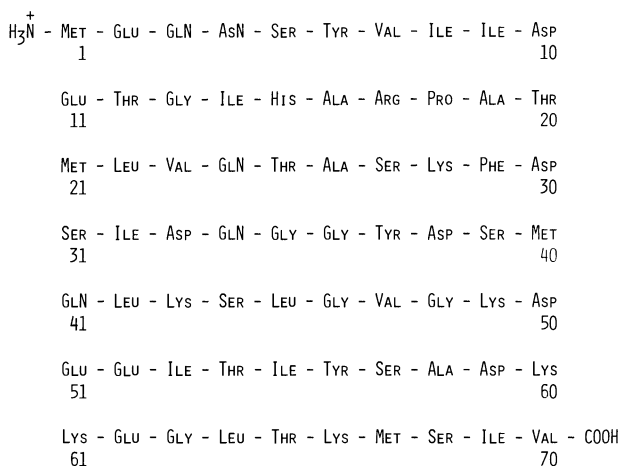 +
H3N - MET - GLU - GLN - ASN - SER - TYR - VAL - ILE - ILE - ASP
1 10
GLU - THR - GLY - ILE - HIS - ALA - ARG - PRO - ALA - THR
11 20
MET - LEU - VAL - GLN - THR - ALA - SER - LYS - PHE - ASP
21 30
SER - ILE - ASP - GLN - GLY - GLY - TYR - ASP - SER - MET
31 40
GLN - LEU - LYS - SER - LEU - GLY - VAL - GLY - LYS - ASP
41 50
GLU - GLU - ILE - THR - ILE - TYR - SER - ALA - ASP - LYS
51 60
LYS - GLU - GLY - LEU - THR - LYS - MET - SER - ILE - VAL - COOH
61 70